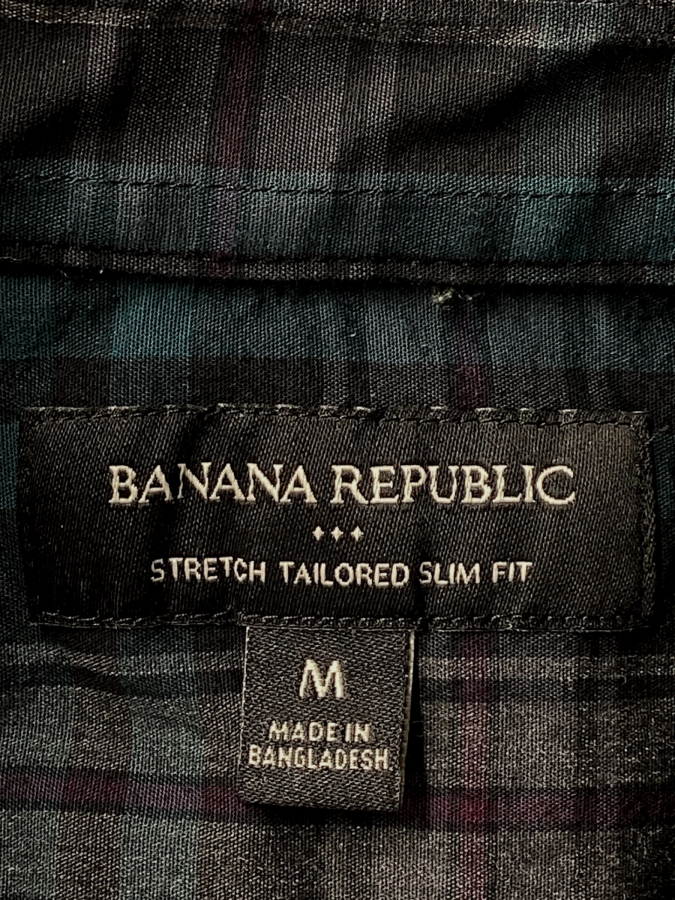 BANANA REPUBLIC
STRETCH TAILORED SLIM FIT
M
MADE IN
BANGLADESH